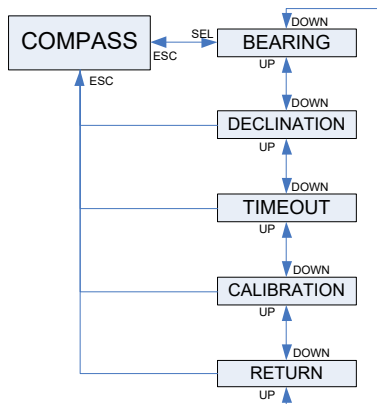 DOWN
COMPASS
SEL
BEARING
ESC
UP
ESC
DOWN
DECLINATION
UP
DOWN
TIMEOUT
UP
DOWN
CALIBRATION
UP
DOWN
RETURN
UP